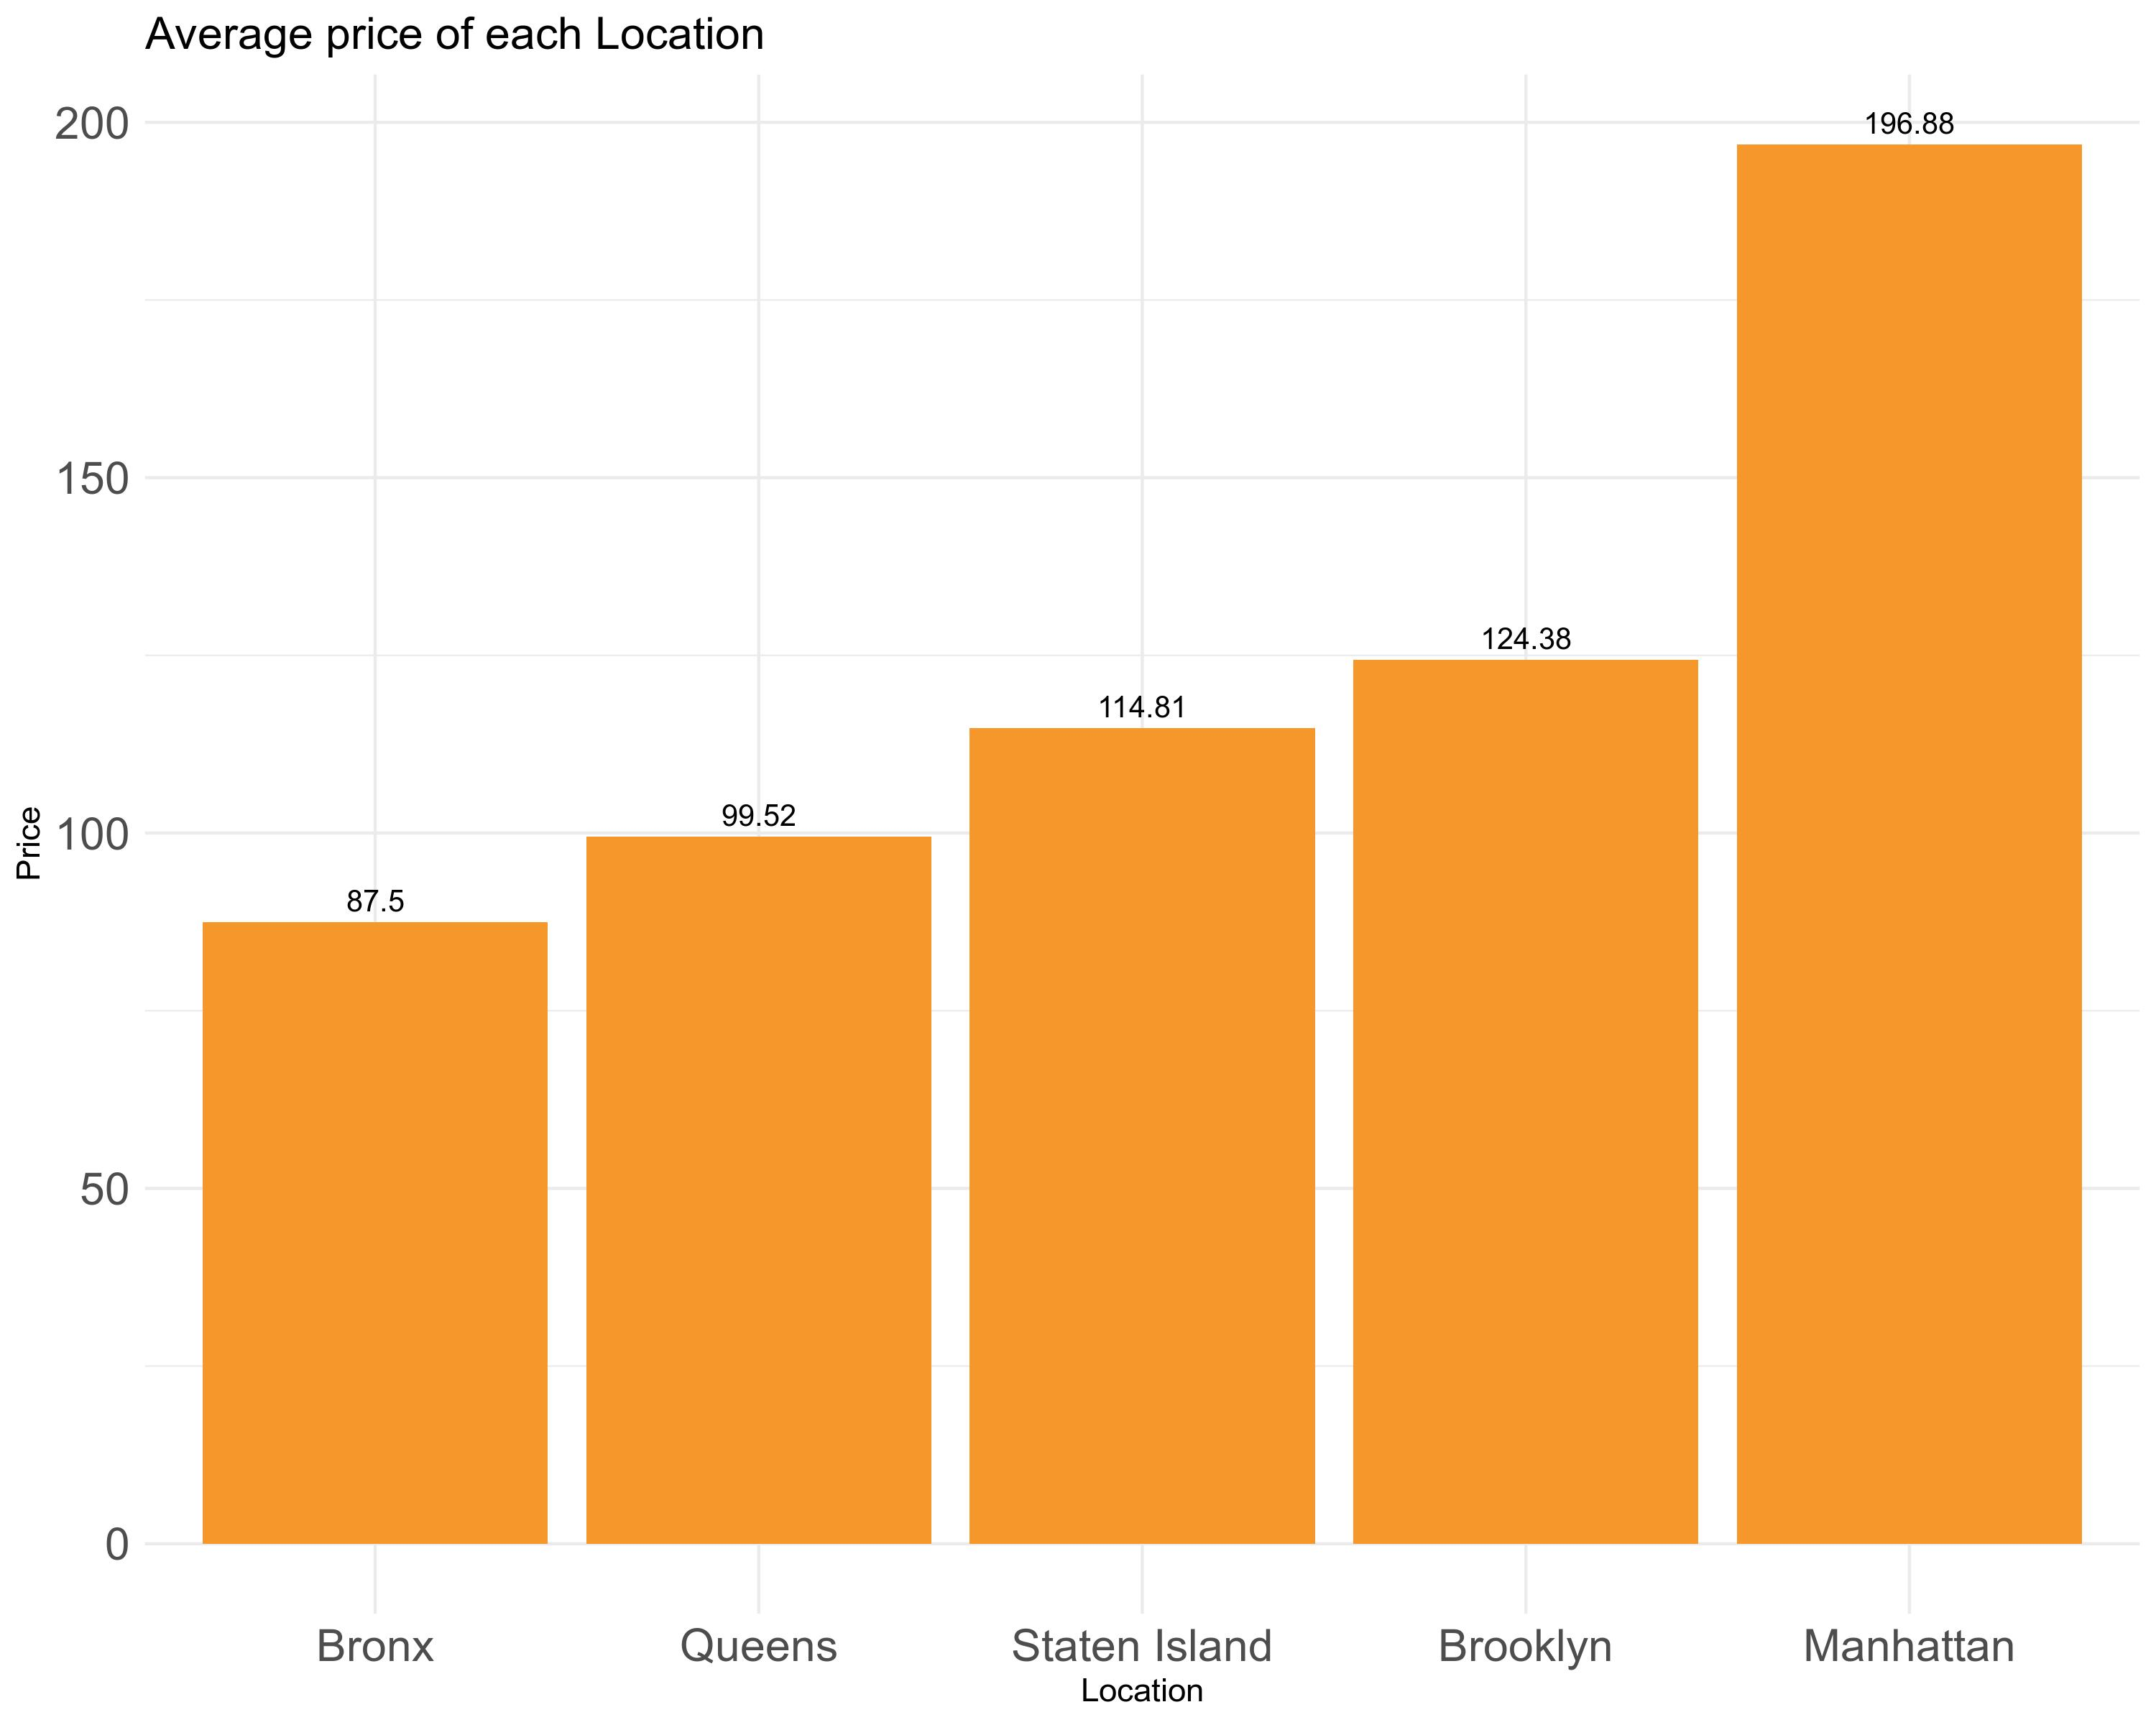 Average price of each Location
200
196.88
150
124.38
114.81
Price
100
99.52
87.5
50
0
Bronx Queens Staten Island Brooklyn Manhattan
Location